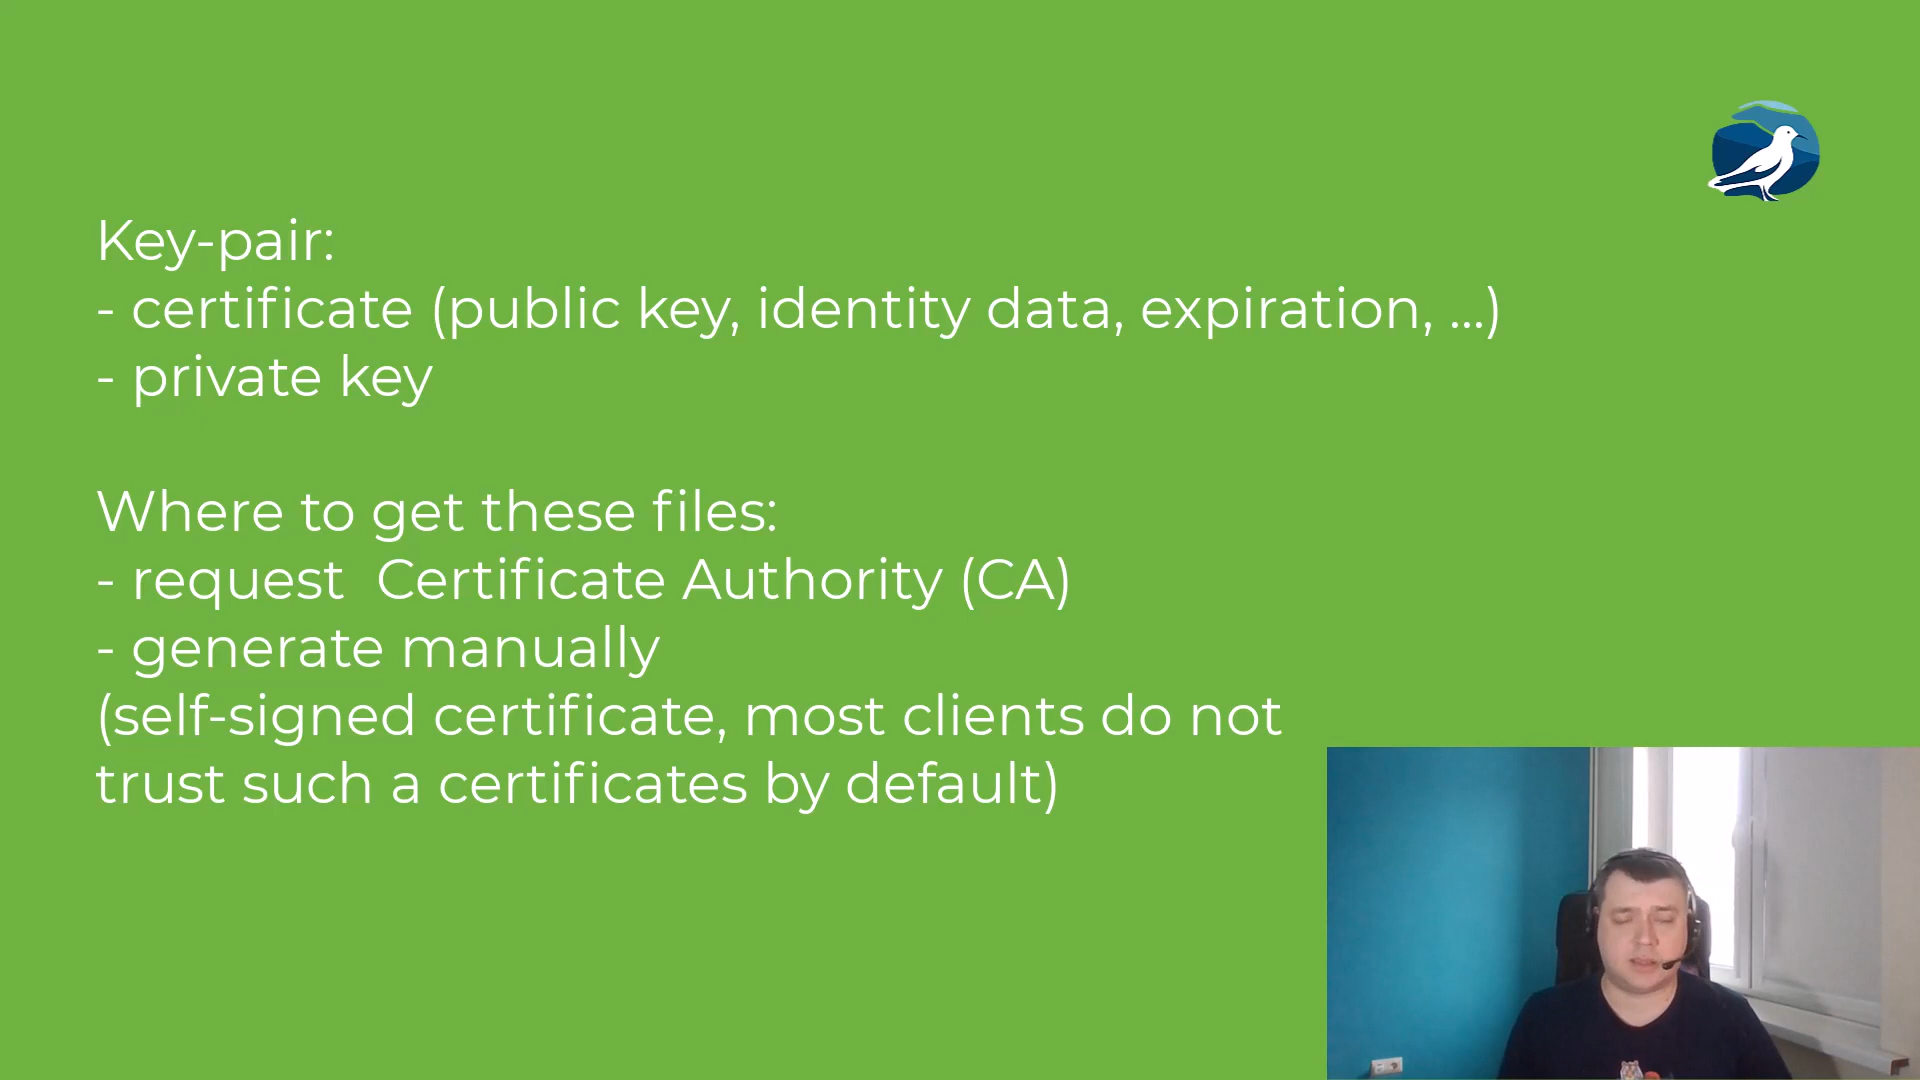 Key-pair:
- certificate (public key, identity data, expiration, ...)
- private key
Where to get these files:
- request  Certificate Authority (CA)
- generate manually
(self-signed certificate, most clients do not
trust such a certificates by default)